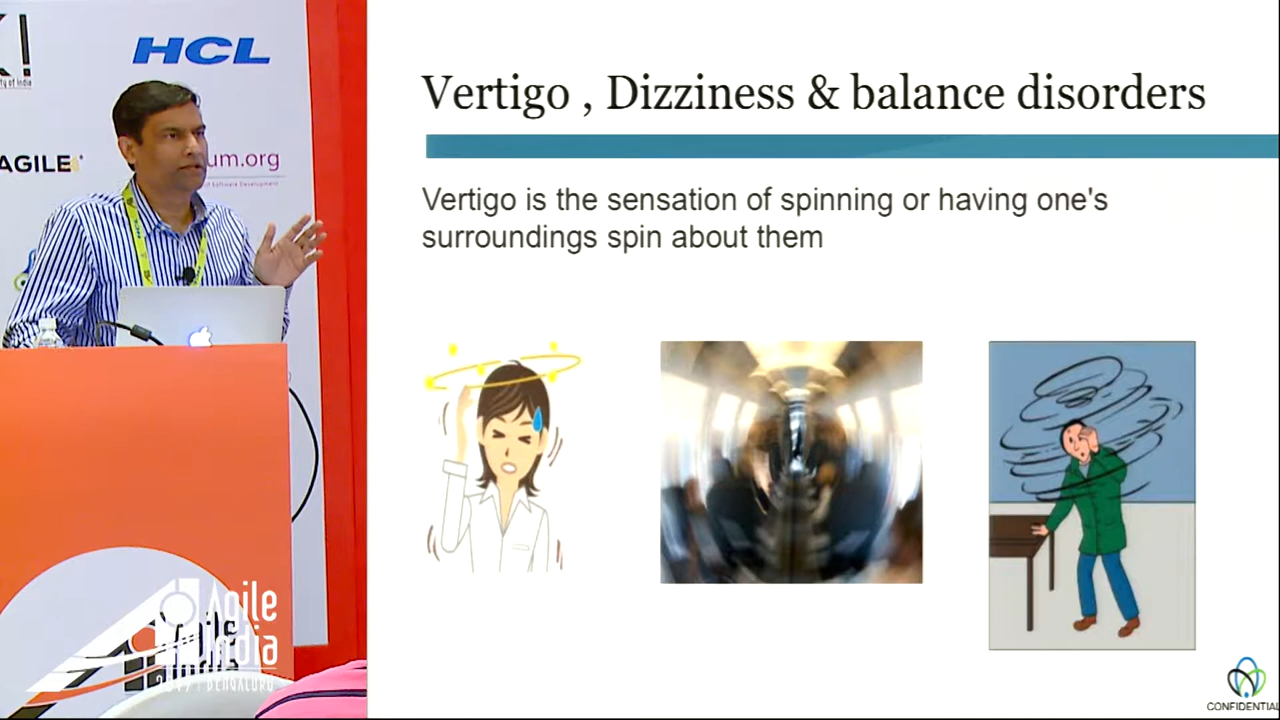 HCL
AGILE
um.org
Vertigo , Dizziness & balance disorders
Vertigo is the sensation of spinning or having one's
surroundings spin about them
Agile
India
BENGALURU
CONFIDENTIAL